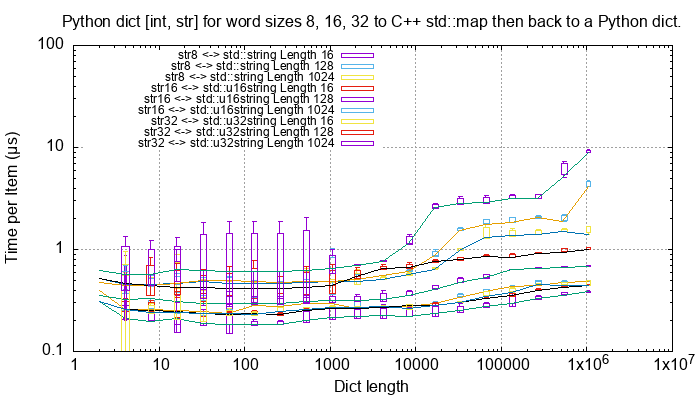 Python dict [int, str] for word sizes 8, 16, 32 to C++ std::map then back to a Python dict.
100
10
1
0.1
Time per Item (µs)
str8 <-> std::string Length 16
str8 <-> std::string Length 128
str8 <-> std::string Length 1024
str16 <-> std::u16string Length 16
str16 <-> std::u16string Length 128
str16 <-> std::u16string Length 1024
str32 <-> std::u32string Length 16
str32 <-> std::u32string Length 128
str32 <-> std::u32string Length 1024
1 10 100 1000 10000 100000 1x10⁶ 1x10⁷
Dict length